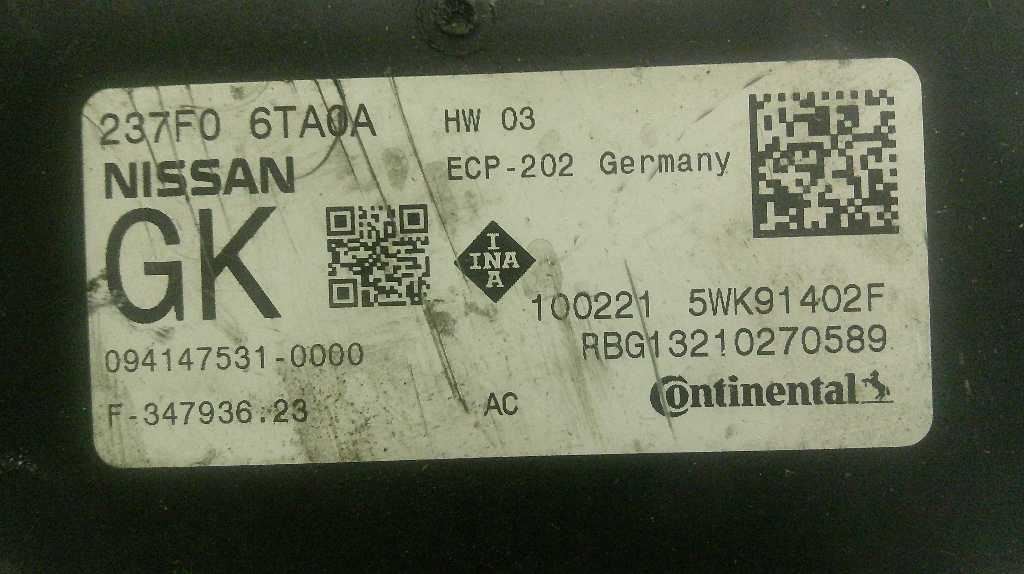 237F0 6TA0A
HW 03
NISSAN
ECP-202 Germany
GK
INA
INA
100221 5WK91402F
RBG13210270589
094147531-0000
F-347936.23
AC
Continental